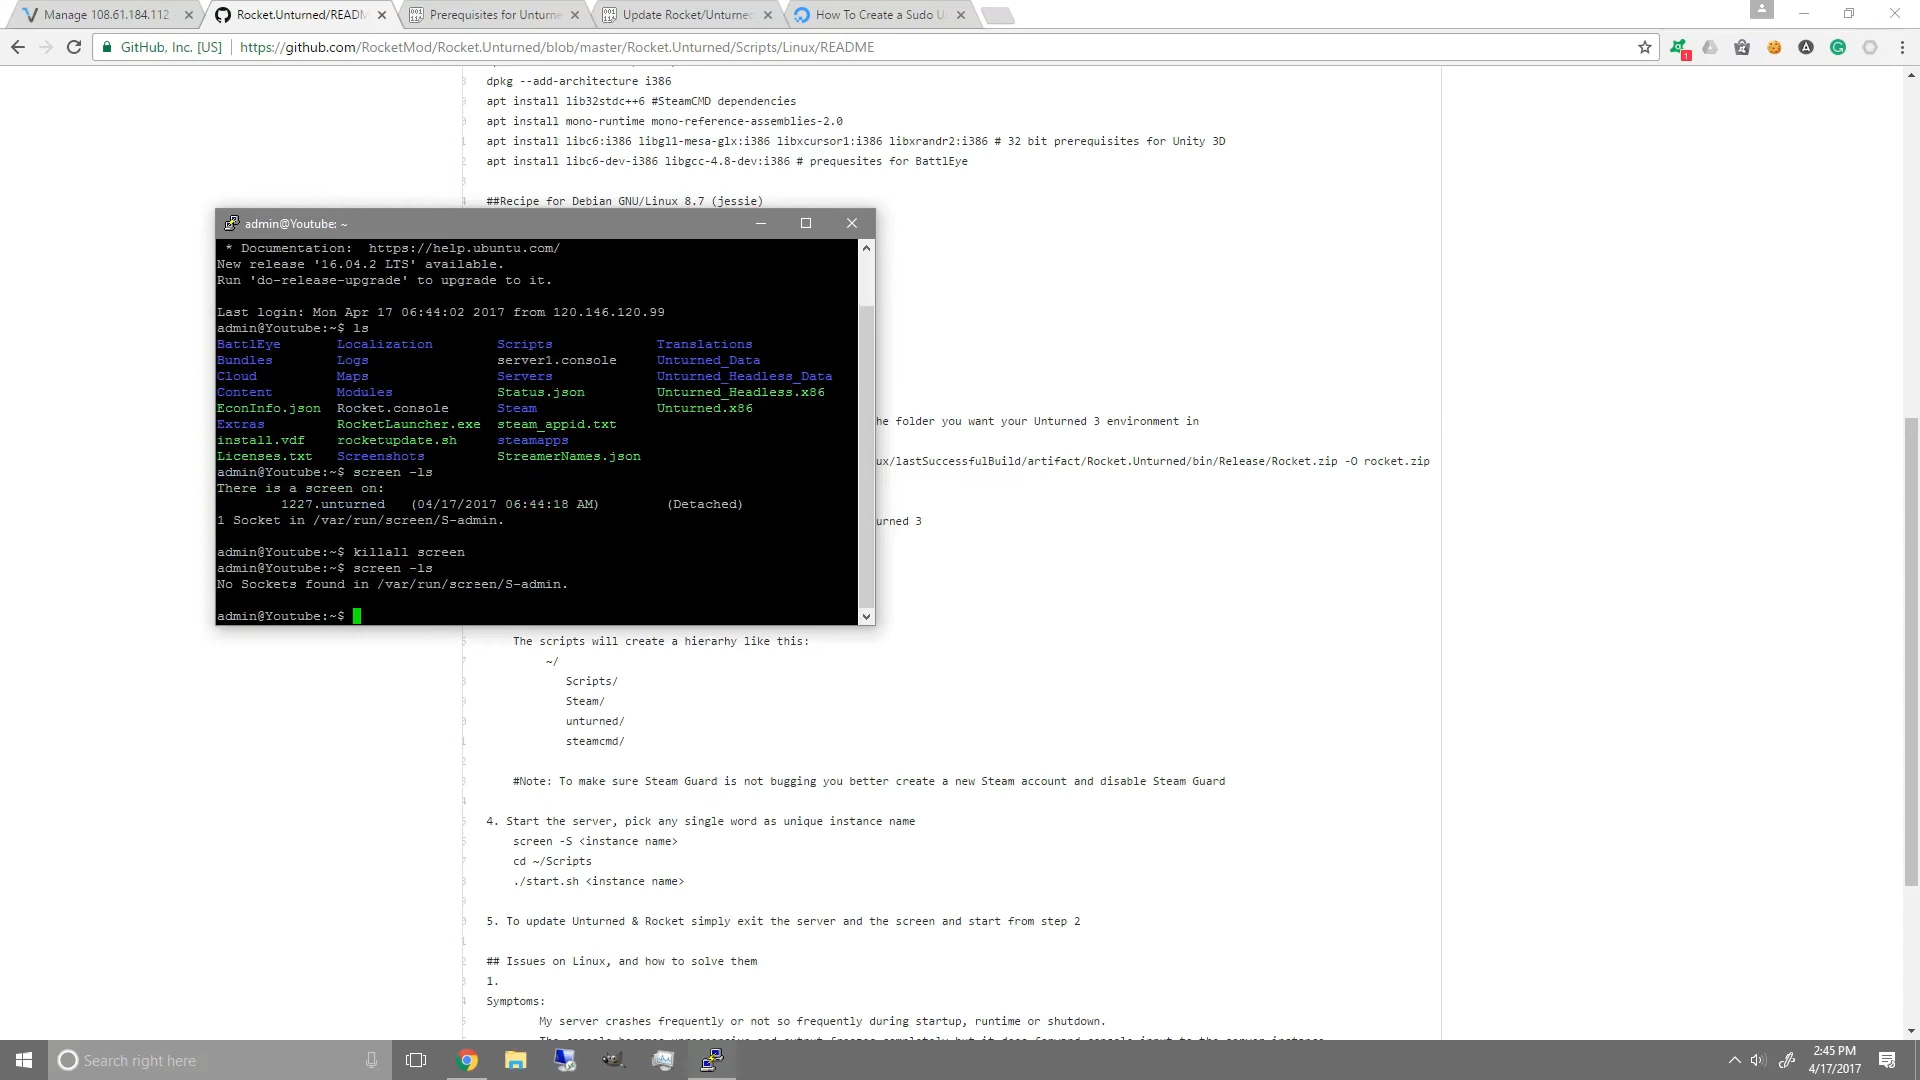 Manage 108.61.184.112
Rocket.Unturned/READM
Prerequisites for Unturne
Update Rocket/Unturned
How To Create a Sudo U
GitHub, Inc. [US]
https://github.com/RocketMod/Rocket.Unturned/blob/master/Rocket.Unturned/Scripts/Linux/README
1
dpkg --add-architecture i386
apt install lib32stdc++6 #SteamCMD dependencies
apt install mono-runtime mono-reference-assemblies-2.0
apt install libc6:i386 libgl1-mesa-glx:i386 libxcursor1:i386 libxrandr2:i386 # 32 bit prerequisites for Unity 3D
apt install libc6-dev-i386 libgcc-4.8-dev:i386 # prequesites for BattlEye
##Recipe for Debian GNU/Linux 8.7 (jessie)
admin@Youtube: ~
* Documentation:  https://help.ubuntu.com/
New release '16.04.2 LTS' available.
Run 'do-release-upgrade' to upgrade to it.
Last login: Mon Apr 17 06:44:02 2017 from 120.146.120.99
admin@Youtube:~$ ls
BattlEye Localization Scripts Translations
Bundles Logs server1.console Unturned_Data
Cloud Maps Servers Unturned_Headless_Data
Content Modules Status.json Unturned_Headless.x86
EconInfo.json Rocket.console Steam Unturned.x86
Extras RocketLauncher.exe steam_appid.txt
install.vdf rocketupdate.sh steamapps
Licenses.txt Screenshots StreamerNames.json
admin@Youtube:~$ screen -ls
There is a screen on:
1227.unturned (04/17/2017 06:44:18 AM) (Detached)
1 Socket in /var/run/screen/S-admin.
admin@Youtube:~$ killall screen
admin@Youtube:~$ screen -ls
No Sockets found in /var/run/screen/S-admin.
admin@Youtube:~$
he folder you want your Unturned 3 environment in
ux/lastSuccessfulBuild/artifact/Rocket.Unturned/bin/Release/Rocket.zip -O rocket.zip
urned 3
The scripts will create a hierarhy like this:
~/
Scripts/
Steam/
unturned/
steamcmd/
#Note: To make sure Steam Guard is not bugging you better create a new Steam account and disable Steam Guard
4. Start the server, pick any single word as unique instance name
screen -S <instance name>
cd ~/Scripts
./start.sh <instance name>
5. To update Unturned & Rocket simply exit the server and the screen and start from step 2
## Issues on Linux, and how to solve them
1.
Symptoms:
My server crashes frequently or not so frequently during startup, runtime or shutdown.
Search right here
2:45 PM
4/17/2017